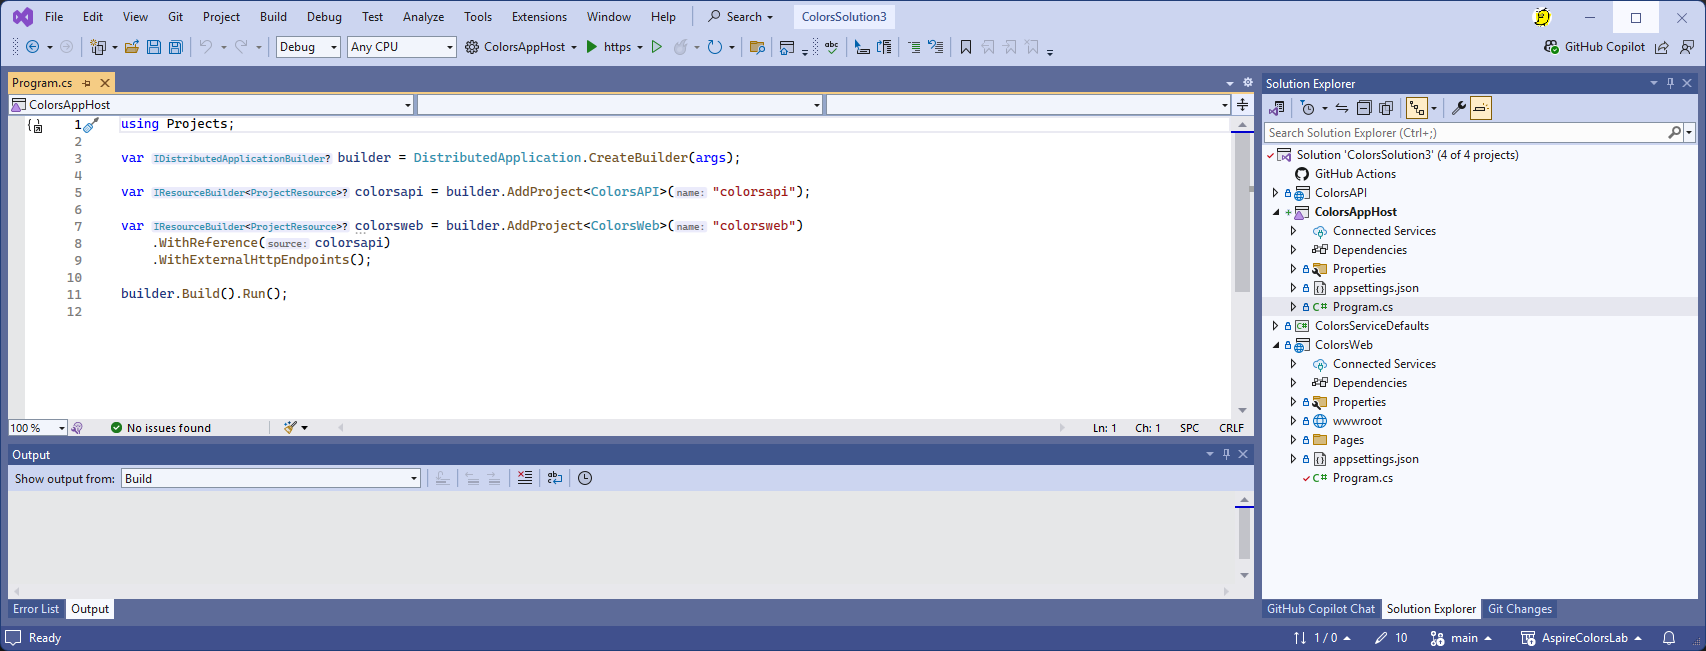 File Edit View Git Project Build Debug Test Analyze Tools Extensions Window Help Search ColorsSolution3
Debug Any CPU ColorsAppHost https abc GitHub Copilot
Program.cs
ColorsAppHost
1 using Projects;
2
3 var IDistributedApplicationBuilder? builder = DistributedApplication.CreateBuilder(args);
4
5 var IResourceBuilder<ProjectResource>? colorsapi = builder.AddProject<ColorsAPI>(name: "colorsapi");
6
7 var IResourceBuilder<ProjectResource>? colorsweb = builder.AddProject<ColorsWeb>(name: "colorsweb")
8 .WithReference(source: colorsapi)
9 .WithExternalHttpEndpoints();
10
11 builder.Build().Run();
12
100 % No issues found Ln: 1 Ch: 1 SPC CRLF
Output
Show output from: Build
Error List Output
Solution Explorer
Search Solution Explorer (Ctrl+;)
Solution 'ColorsSolution3' (4 of 4 projects)
GitHub Actions
ColorsAPI
ColorsAppHost
Connected Services
Dependencies
Properties
appsettings.json
C# Program.cs
C# ColorsServiceDefaults
ColorsWeb
Connected Services
Dependencies
Properties
wwwroot
Pages
appsettings.json
C# Program.cs
GitHub Copilot Chat Solution Explorer Git Changes
Ready 1 / 0 10 main AspireColorsLab